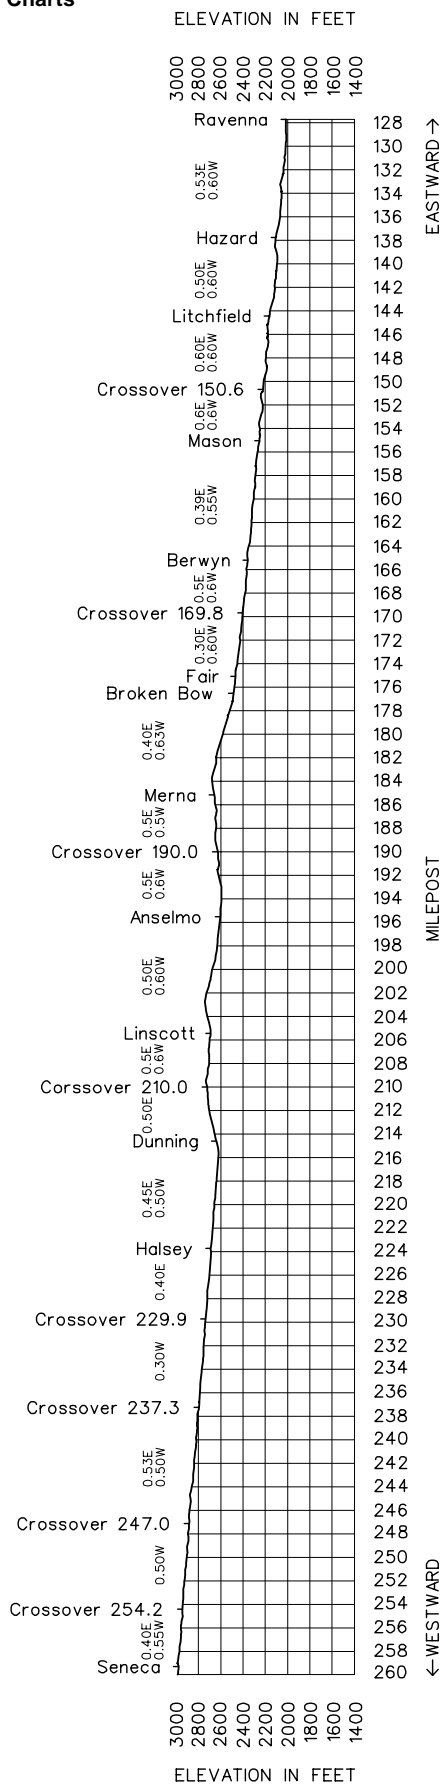 Charts
ELEVATION IN FEET
3000 2800 2600 2400 2200 2000 1800 1600 1400
Ravenna
128
EASTWARD →
130
0.53E
0.60W
132
134
136
Hazard
138
140
0.50E
0.60W
142
144
Litchfield
146
0.60E
0.60W
148
150
Crossover 150.6
152
0.6E
0.6W
154
Mason
156
158
0.39E
0.55W
160
162
164
Berwyn
166
0.5E
0.6W
168
Crossover 169.8
170
0.30E
0.60W
172
174
Fair
176
Broken Bow
178
0.40E
0.63W
180
182
184
Merna
186
0.5E
0.5W
188
Crossover 190.0
190
MILEPOST
0.5E
0.6W
192
194
Anselmo
196
198
0.50E
0.60W
200
202
204
Linscott
206
0.5E
0.6W
208
Corssover 210.0
210
0.50E
212
214
Dunning
216
218
0.45E
0.50W
220
222
Halsey
224
0.40E
226
228
Crossover 229.9
230
0.30W
232
234
236
Crossover 237.3
238
240
0.53E
0.50W
242
244
246
Crossover 247.0
248
0.50W
250
252
Crossover 254.2
254
← WESTWARD
0.40E
0.55W
256
258
Seneca
260
3000 2800 2600 2400 2200 2000 1800 1600 1400
ELEVATION IN FEET